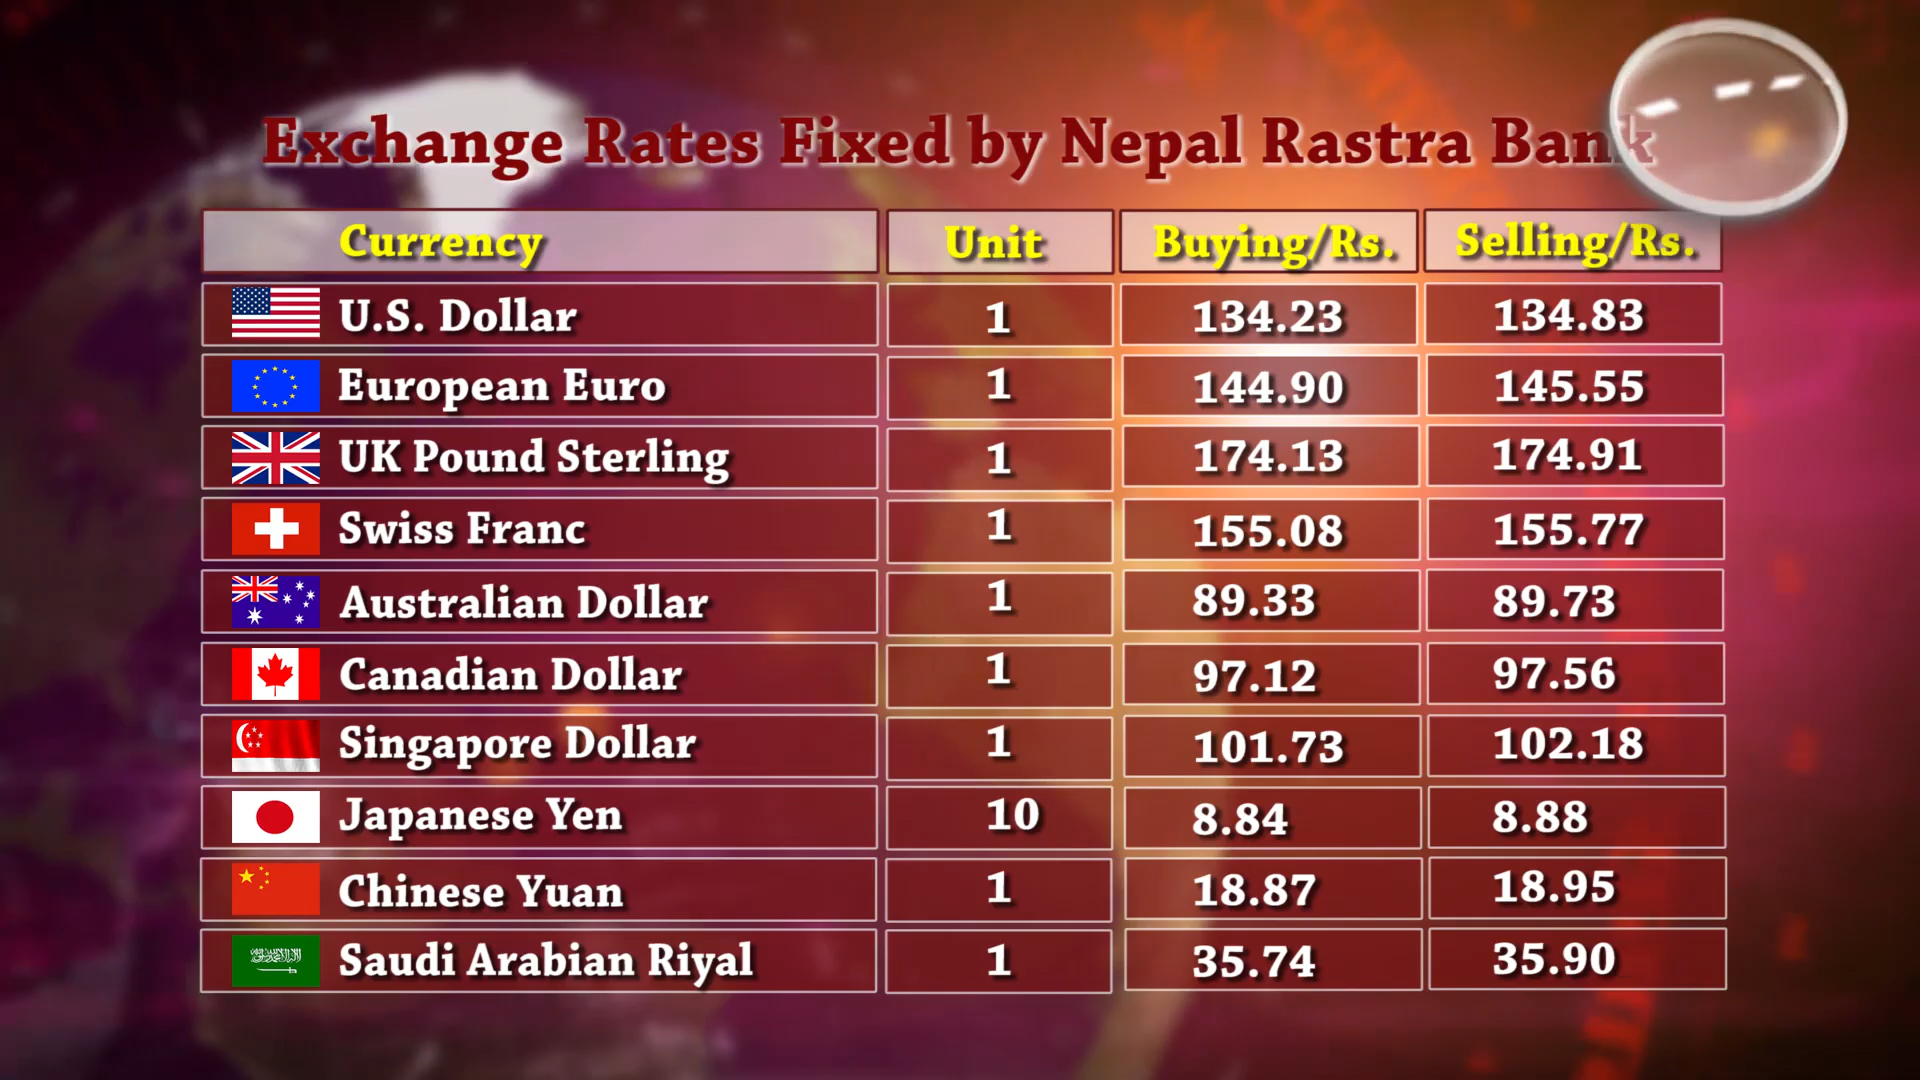 Exchange Rates Fixed by Nepal Rastra Bank
Currency Unit Buying/Rs. Selling/Rs.
U.S. Dollar 1 134.23 134.83
European Euro 1 144.90 145.55
UK Pound Sterling 1 174.13 174.91
Swiss Franc 1 155.08 155.77
Australian Dollar 1 89.33 89.73
Canadian Dollar 1 97.12 97.56
Singapore Dollar 1 101.73 102.18
Japanese Yen 10 8.84 8.88
Chinese Yuan 1 18.87 18.95
Saudi Arabian Riyal 1 35.74 35.90